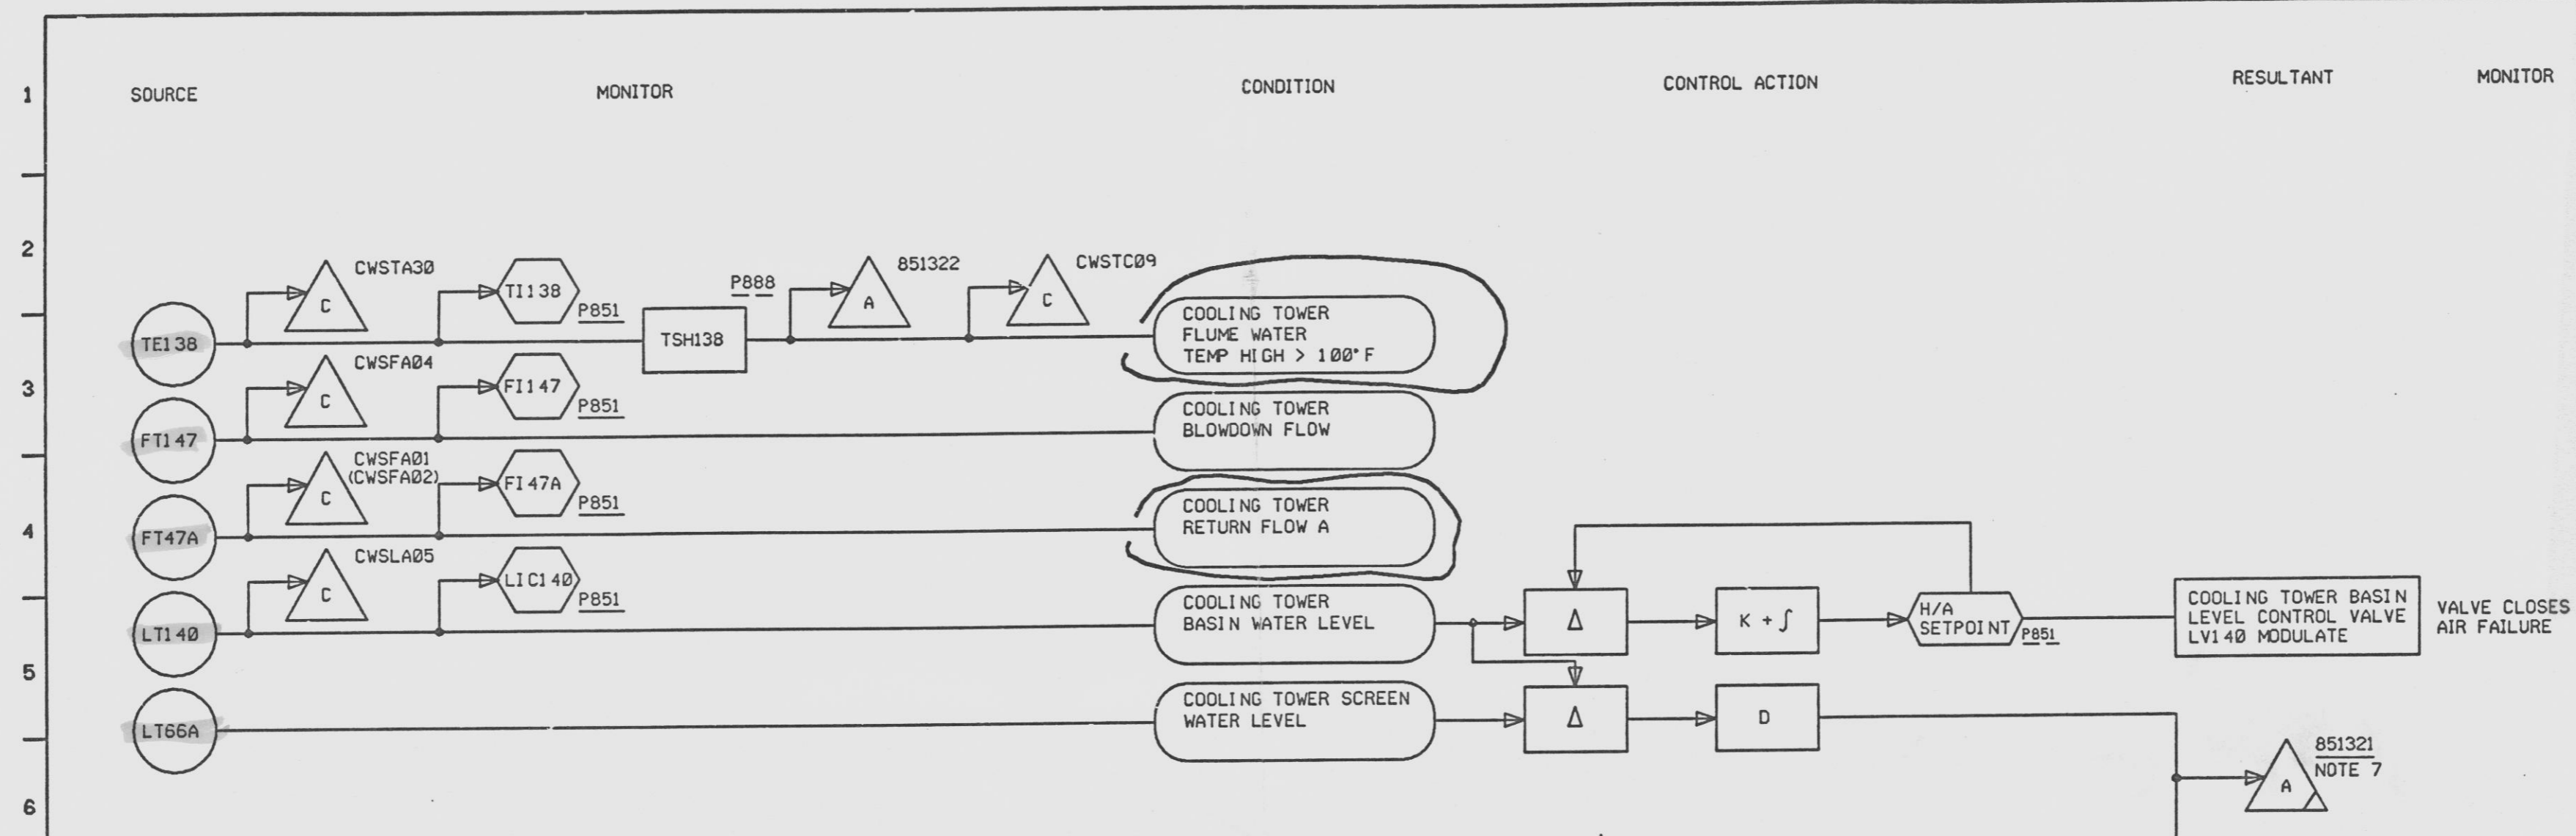 1
SOURCE
MONITOR
CONDITION
CONTROL ACTION
RESULTANT
MONITOR
2
CWSTA30
C
TI138
P851
P888
851322
A
CWSTC09
C
TE138
TSH138
COOLING TOWER
FLUME WATER
TEMP HIGH > 100°F
3
CWSFA04
C
FI147
P851
FT147
COOLING TOWER
BLOWDOWN FLOW
4
CWSFA01
(CWSFA02)
C
FI47A
P851
FT47A
COOLING TOWER
RETURN FLOW A
CWSLA05
C
LIC140
P851
LT140
COOLING TOWER
BASIN WATER LEVEL
Δ
K + ∫
H/A
SETPOINT
P851
COOLING TOWER BASIN
LEVEL CONTROL VALVE
LV140 MODULATE
VALVE CLOSES
AIR FAILURE
5
LT66A
COOLING TOWER SCREEN
WATER LEVEL
Δ
D
851321
NOTE 7
A
6